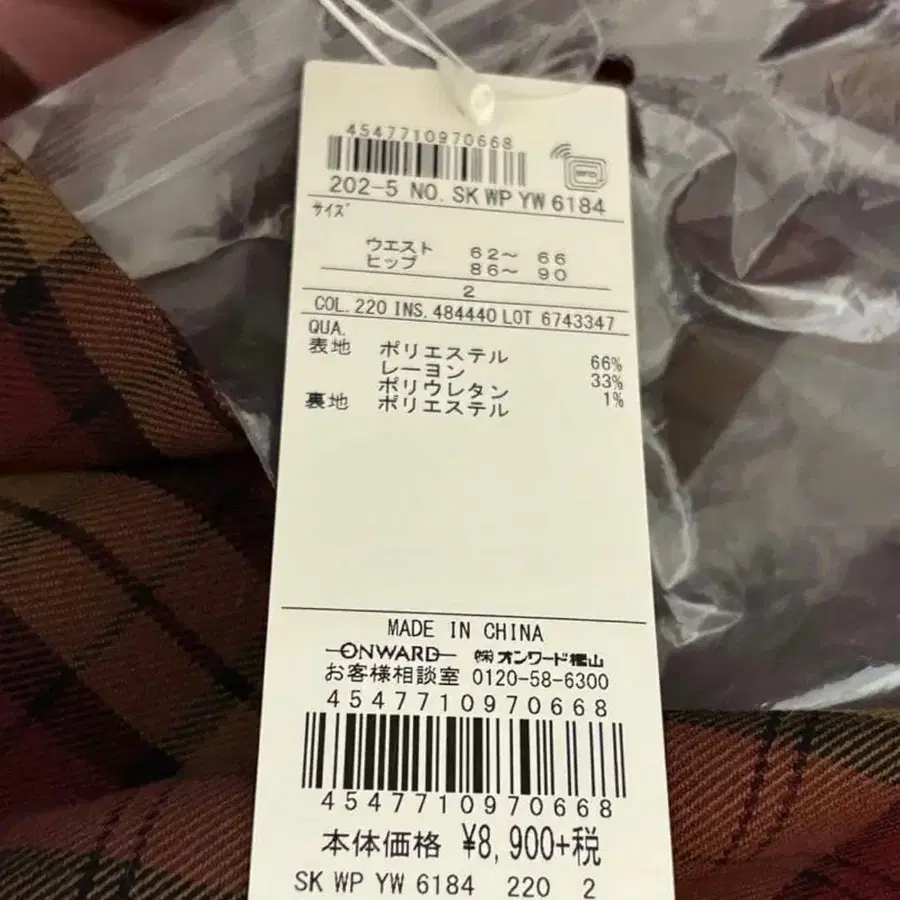 4547710970668
202-5 NO. SK WP YW 6184
サイズ
ウエスト 62～ 66
ヒップ 86～ 90
2
COL. 220 INS. 484440 LOT 6743347
QUA.
表地 ポリエステル 66%
レーヨン 33%
ポリウレタン 1%
裏地 ポリエステル
MADE IN CHINA
ONWARD ㈱オンワード樫山
お客様相談室 0120-58-6300
4547710970668
4547710970668
本体価格 ¥8,900+税
SK WP YW 6184 220 2